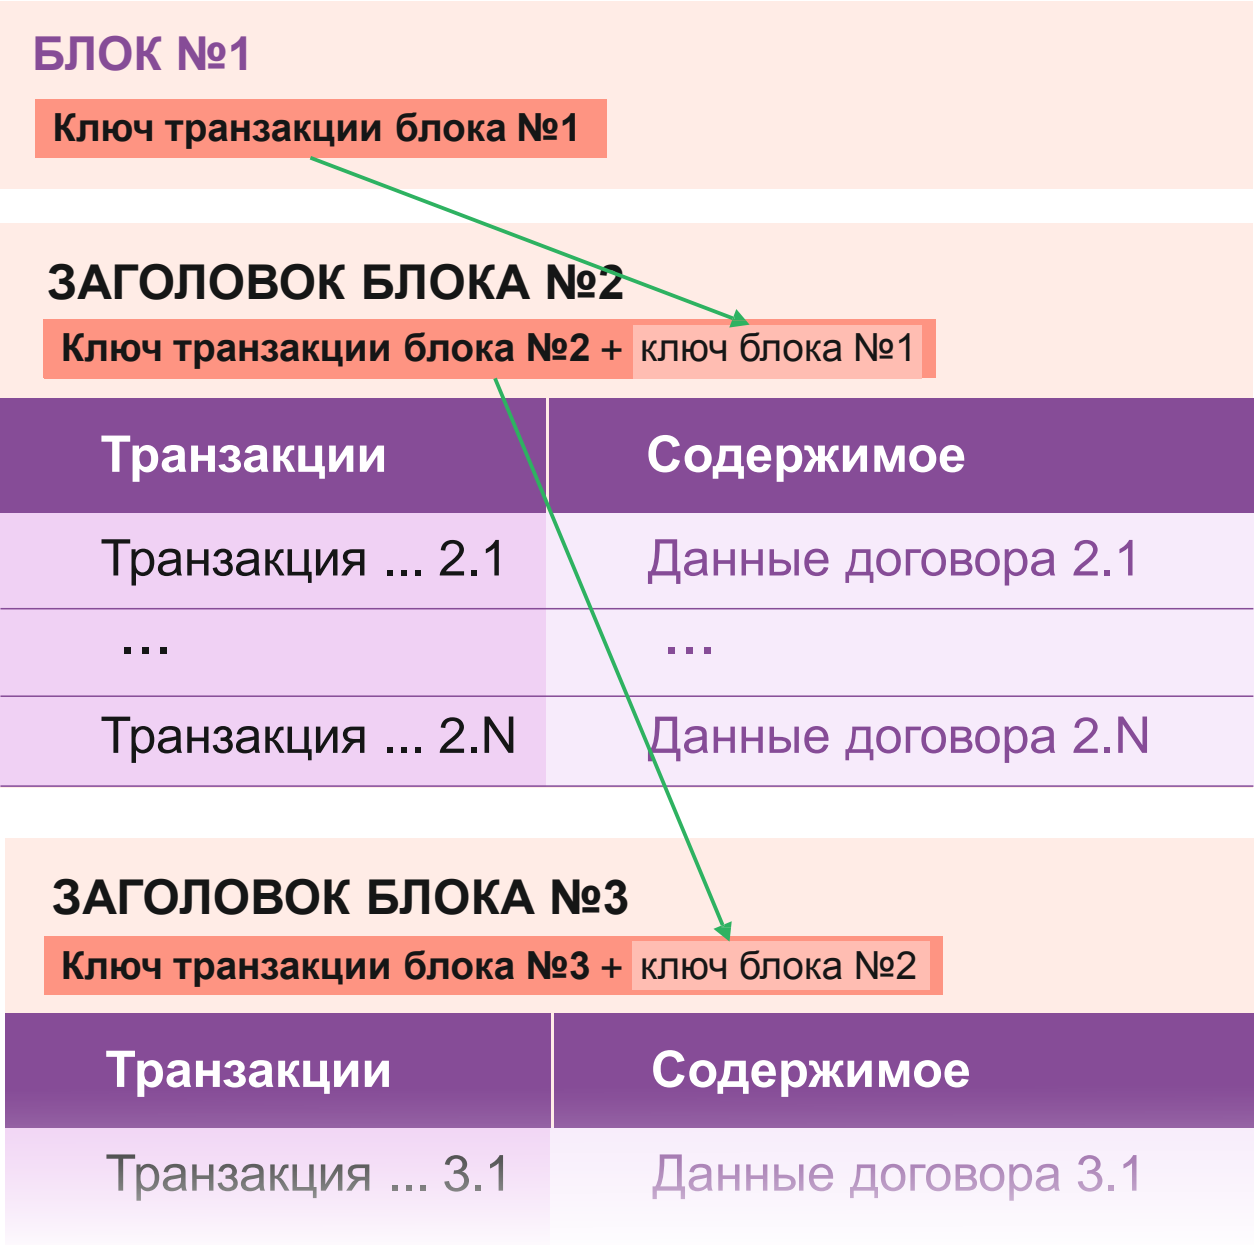 БЛОК №1
Ключ транзакции блока №1
ЗАГОЛОВОК БЛОКА №2
Ключ транзакции блока №2 + ключ блока №1
Транзакции Содержимое
Транзакция ... 2.1 Данные договора 2.1
... ...
Транзакция ... 2.N Данные договора 2.N
ЗАГОЛОВОК БЛОКА №3
Ключ транзакции блока №3 + ключ блока №2
Транзакции Содержимое
Транзакция ... 3.1 Данные договора 3.1